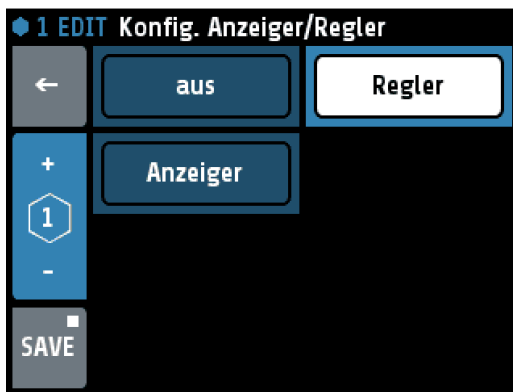 1 EDIT Konfig. Anzeiger/Regler
← aus Regler
+ Anzeiger
1
-
SAVE